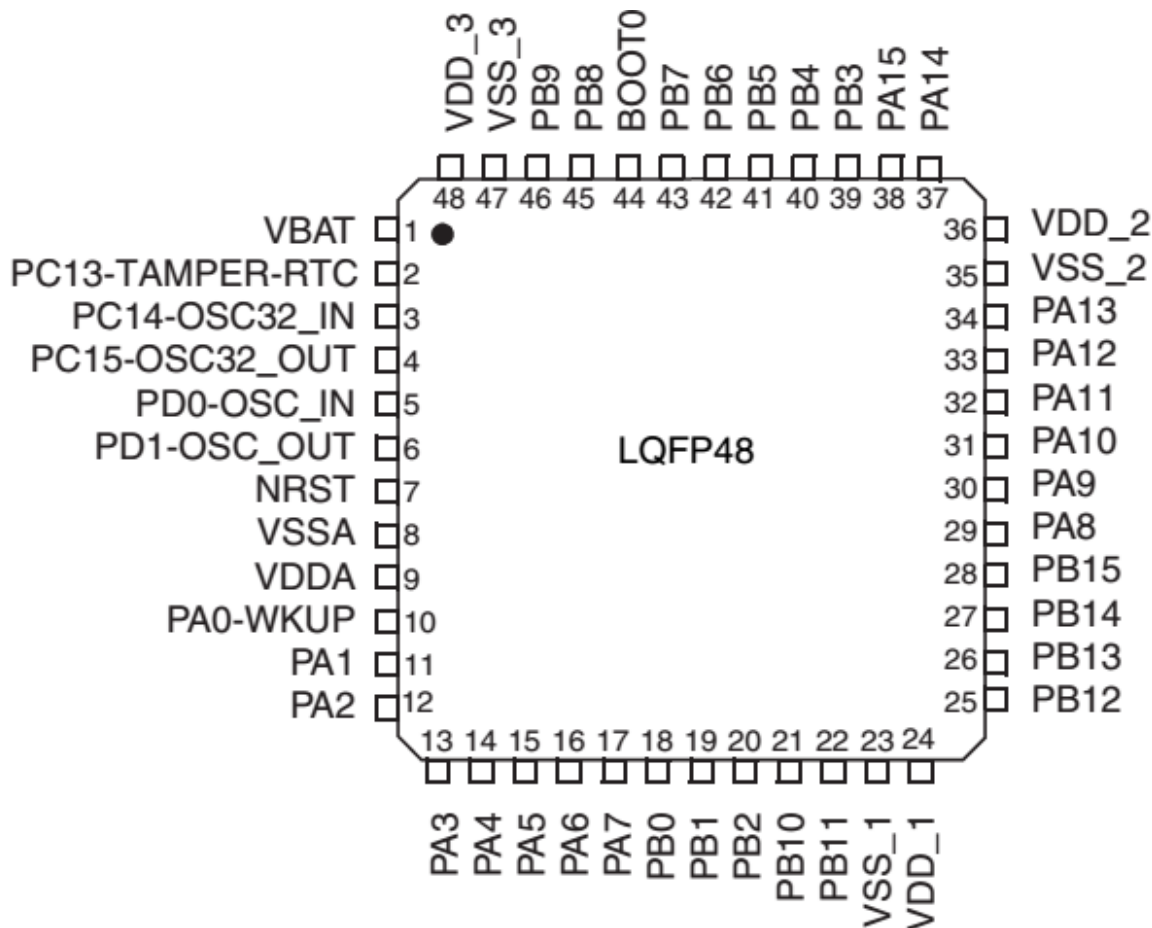 VDD_3
VSS_3
PB9
PB8
BOOT0
PB7
PB6
PB5
PB4
PB3
PA15
PA14
48 47 46 45 44 43 42 41 40 39 38 37
VBAT 1
PC13-TAMPER-RTC 2
PC14-OSC32_IN 3
PC15-OSC32_OUT 4
PD0-OSC_IN 5
PD1-OSC_OUT 6
NRST 7
VSSA 8
VDDA 9
PA0-WKUP 10
PA1 11
PA2 12
LQFP48
36 VDD_2
35 VSS_2
34 PA13
33 PA12
32 PA11
31 PA10
30 PA9
29 PA8
28 PB15
27 PB14
26 PB13
25 PB12
13 14 15 16 17 18 19 20 21 22 23 24
PA3
PA4
PA5
PA6
PA7
PB0
PB1
PB2
PB10
PB11
VSS_1
VDD_1